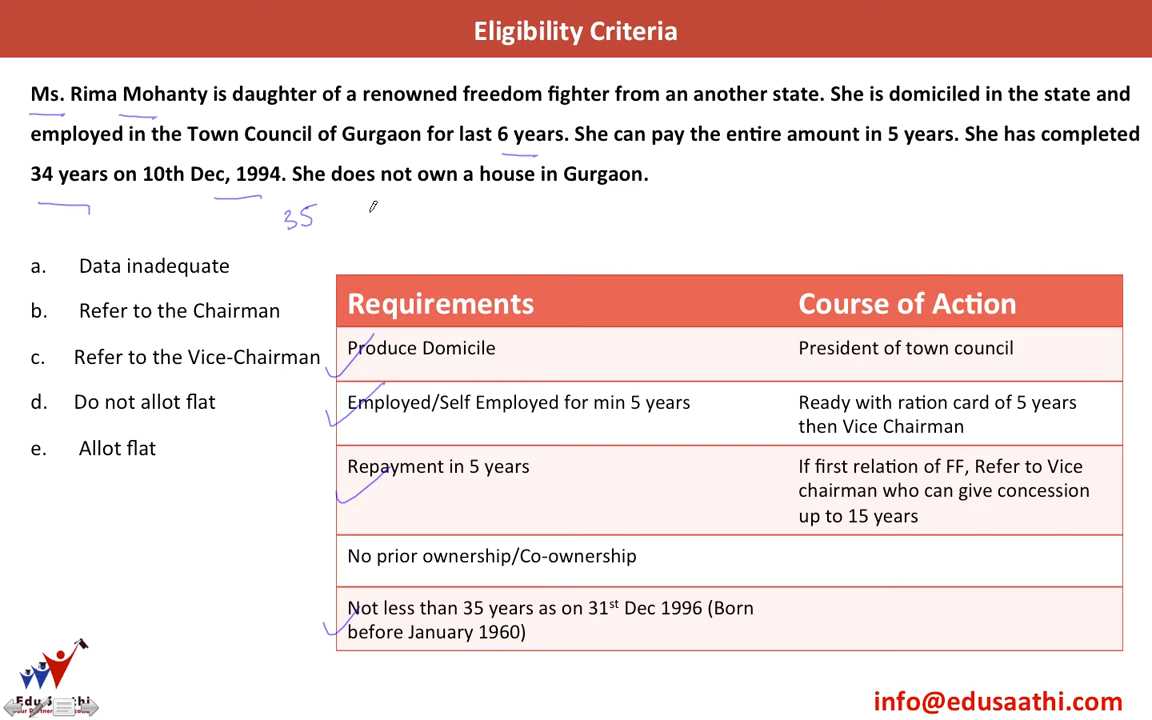 Eligibility Criteria
Ms. Rima Mohanty is daughter of a renowned freedom fighter from an another state. She is domiciled in the state and
employed in the Town Council of Gurgaon for last 6 years. She can pay the entire amount in 5 years. She has completed
34 years on 10th Dec, 1994. She does not own a house in Gurgaon.
35
a. Data inadequate
b. Refer to the Chairman
c. Refer to the Vice-Chairman
d. Do not allot flat
e. Allot flat
Requirements Course of Action
Produce Domicile President of town council
Employed/Self Employed for min 5 years Ready with ration card of 5 years
then Vice Chairman
Repayment in 5 years If first relation of FF, Refer to Vice
chairman who can give concession
up to 15 years
No prior ownership/Co-ownership
Not less than 35 years as on 31st Dec 1996 (Born
before January 1960)
info@edusaathi.com